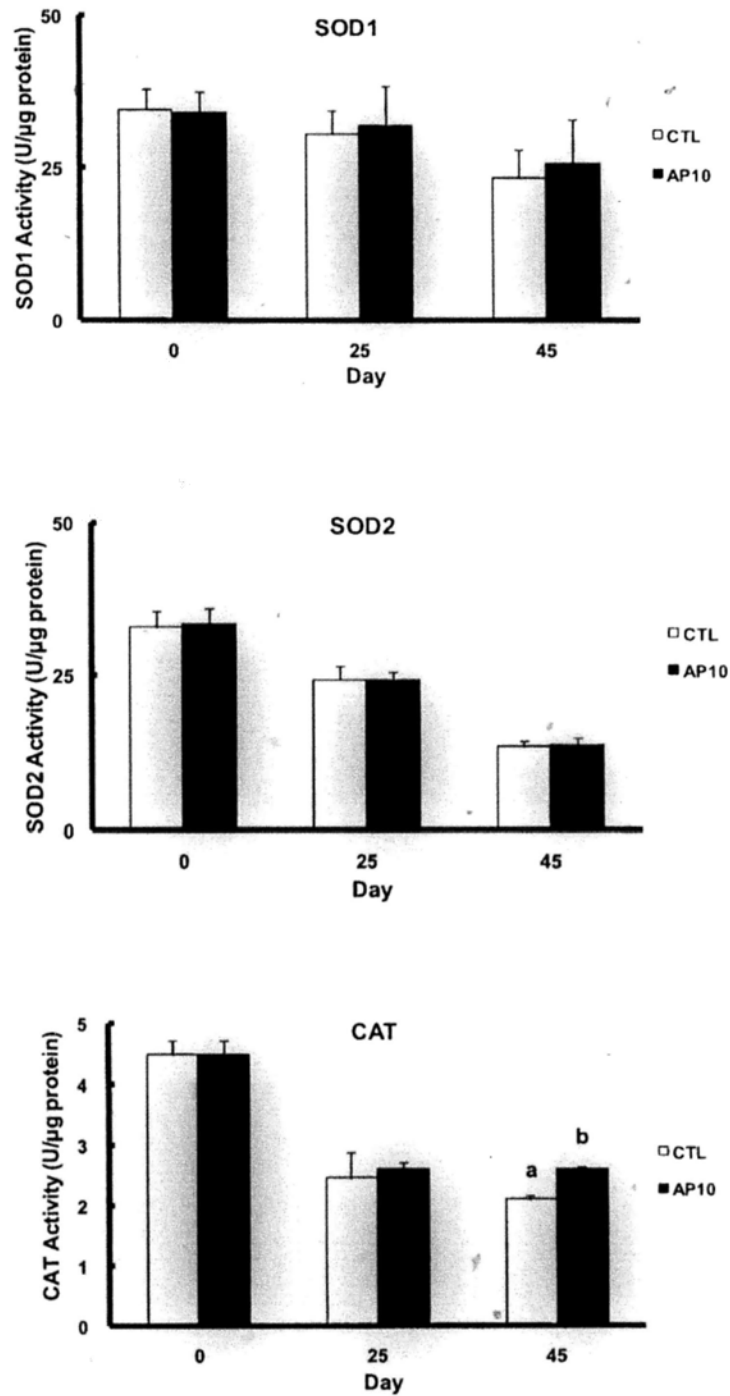 SOD1
50
25
0
SOD1 Activity (U/µg protein)
CTL
AP10
0 25 45
Day
SOD2
50
25
0
SOD2 Activity (U/µg protein)
CTL
AP10
0 25 45
Day
CAT
5
4
3
2
1
0
CAT Activity (U/µg protein)
a
b
CTL
AP10
0 25 45
Day